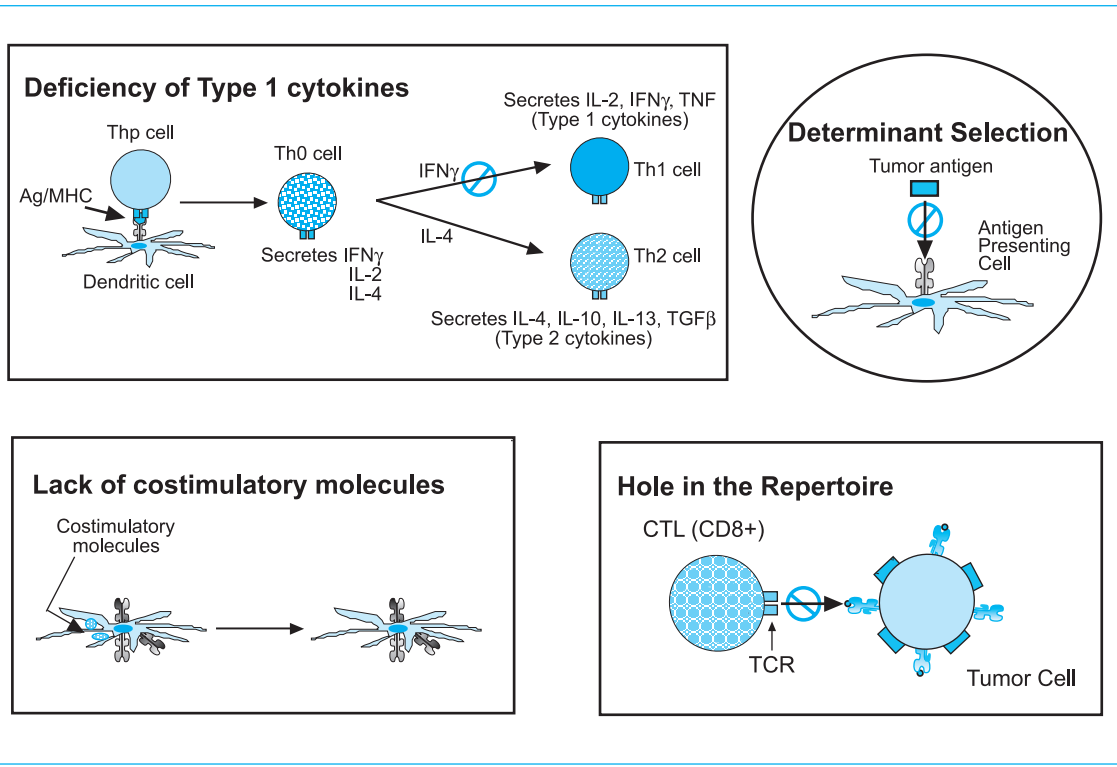 Deficiency of Type 1 cytokines
Thp cell
Ag/MHC
Dendritic cell
Th0 cell
Secretes IFNγ
IL-2
IL-4
IFNγ
IL-4
Secretes IL-2, IFNγ, TNF
(Type 1 cytokines)
Th1 cell
Th2 cell
Secretes IL-4, IL-10, IL-13, TGFβ
(Type 2 cytokines)
Determinant Selection
Tumor antigen
Antigen
Presenting
Cell
Lack of costimulatory molecules
Costimulatory
molecules
Hole in the Repertoire
CTL (CD8+)
TCR
Tumor Cell